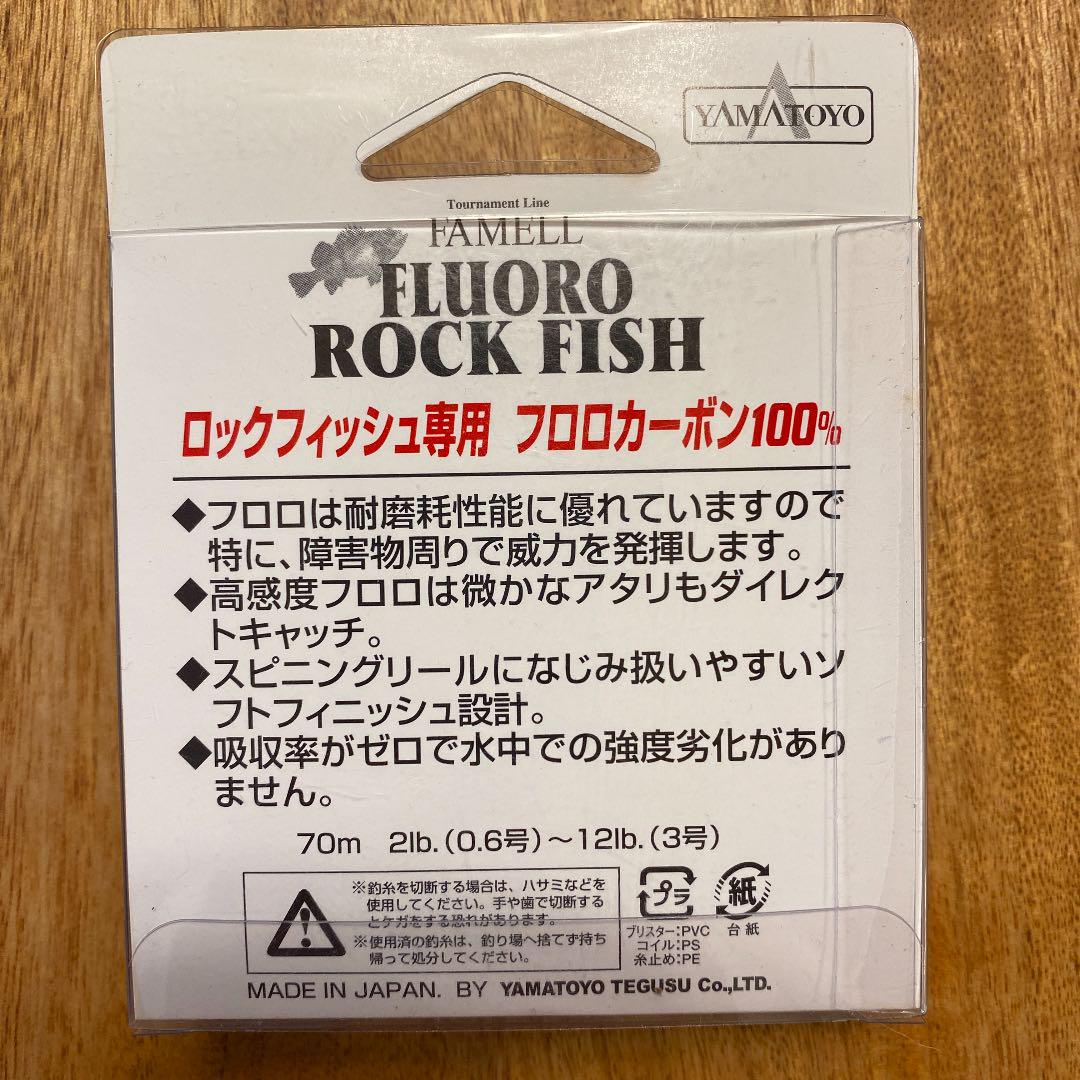 YAMATOYO
Tournament Line
FAMELL
FLUORO
ROCK FISH
ロックフィッシュ専用 フロロカーボン100%
◆フロロは耐磨耗性能に優れていますので
特に、障害物周りで威力を発揮します。
◆高感度フロロは微かなアタリもダイレク
トキャッチ。
◆スピニングリールになじみ扱いやすいソ
フトフィニッシュ設計。
◆吸収率がゼロで水中での強度劣化があり
ません。
70m 2lb.(0.6号)~12lb.(3号)
※釣糸を切断する場合は、ハサミなどを
使用してください。手や歯で切断する
とケガをする恐れがあります。
※使用済の釣糸は、釣り場へ捨てず持ち
帰って処分してください。
プラ
ブリスター:PVC
コイル:PS
糸止め:PE
紙
台紙
MADE IN JAPAN. BY YAMATOYO TEGUSU Co.,LTD.